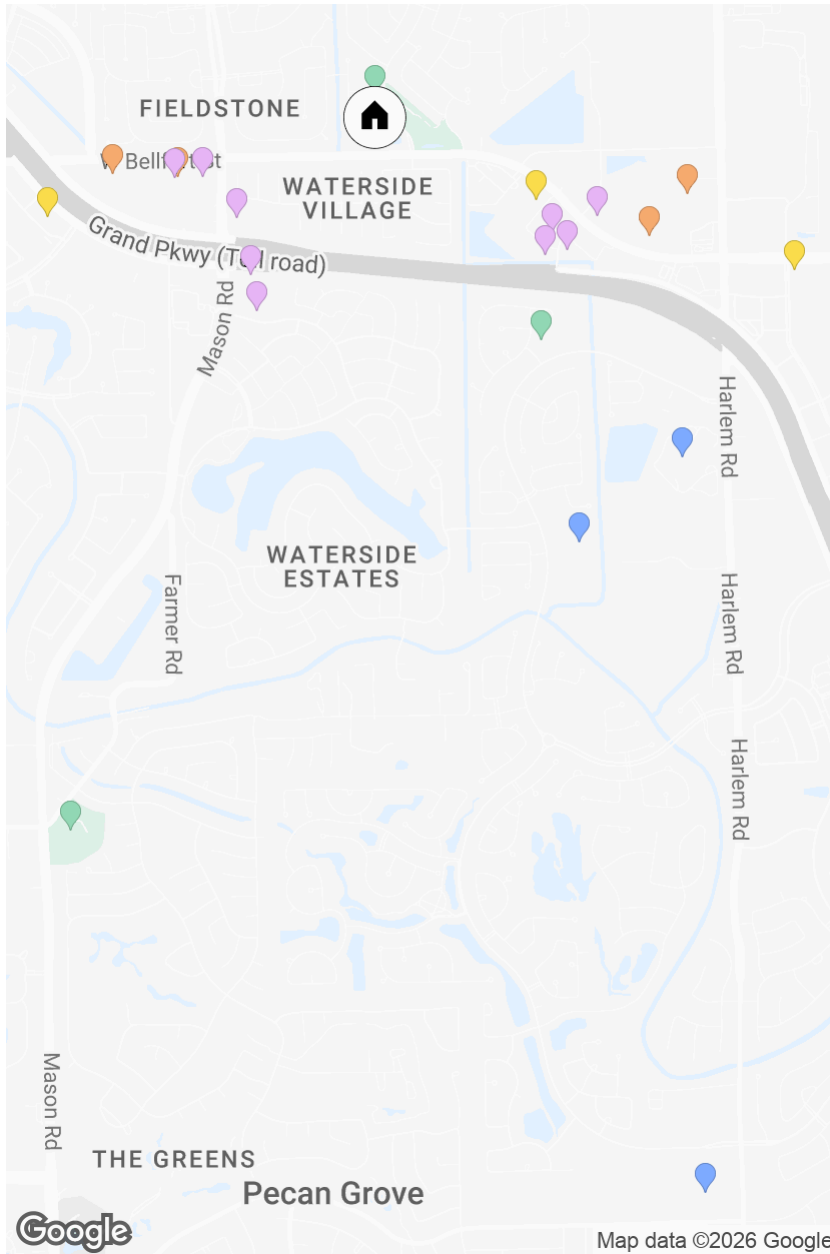 FIELDSTONE
WATERSIDE
VILLAGE
Grand Pkwy (Toll road)
Mason Rd
Harlem Rd
WATERSIDE
ESTATES
Farmer Rd
Harlem Rd
Harlem Rd
Mason Rd
THE GREENS
Pecan Grove
Google
Map data ©2026 Google